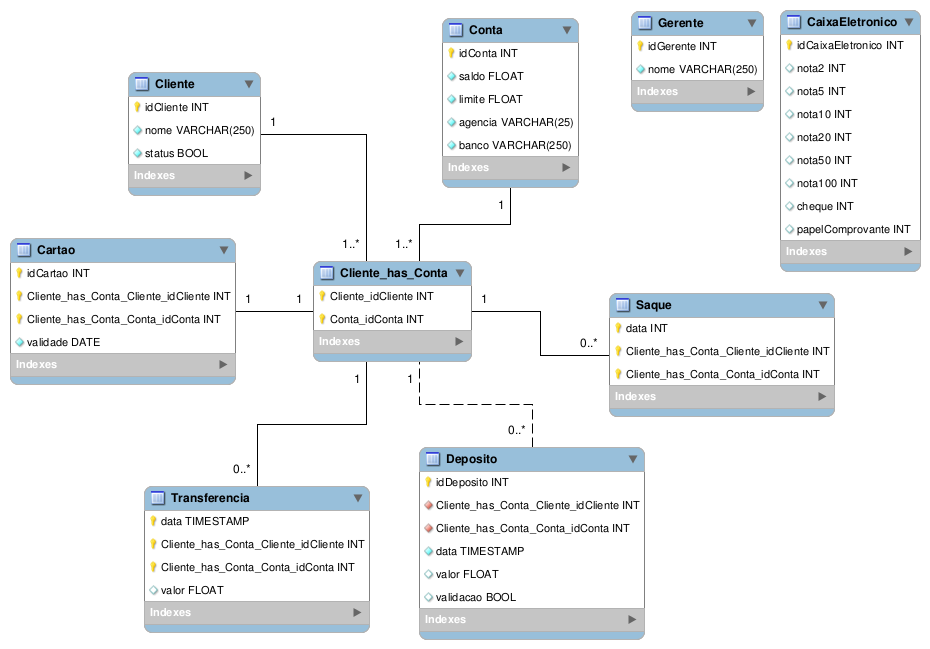 Cliente
idCliente INT
nome VARCHAR(250)
status BOOL
Indexes
Conta
idConta INT
saldo FLOAT
limite FLOAT
agencia VARCHAR(25)
banco VARCHAR(250)
Indexes
Gerente
idGerente INT
nome VARCHAR(250)
Indexes
CaixaEletronico
idCaixaEletronico INT
nota2 INT
nota5 INT
nota10 INT
nota20 INT
nota50 INT
nota100 INT
cheque INT
papelComprovante INT
Indexes
1
1..*
1
1..*
Cartao
idCartao INT
Cliente_has_Conta_Cliente_idCliente INT
Cliente_has_Conta_Conta_idConta INT
validade DATE
Indexes
1
1
Cliente_has_Conta
Cliente_idCliente INT
Conta_idConta INT
Indexes
1
0..*
Saque
data INT
Cliente_has_Conta_Cliente_idCliente INT
Cliente_has_Conta_Conta_idConta INT
Indexes
1
0..*
1
0..*
Transferencia
data TIMESTAMP
Cliente_has_Conta_Cliente_idCliente INT
Cliente_has_Conta_Conta_idConta INT
valor FLOAT
Indexes
Deposito
idDeposito INT
Cliente_has_Conta_Cliente_idCliente INT
Cliente_has_Conta_Conta_idConta INT
data TIMESTAMP
valor FLOAT
validacao BOOL
Indexes